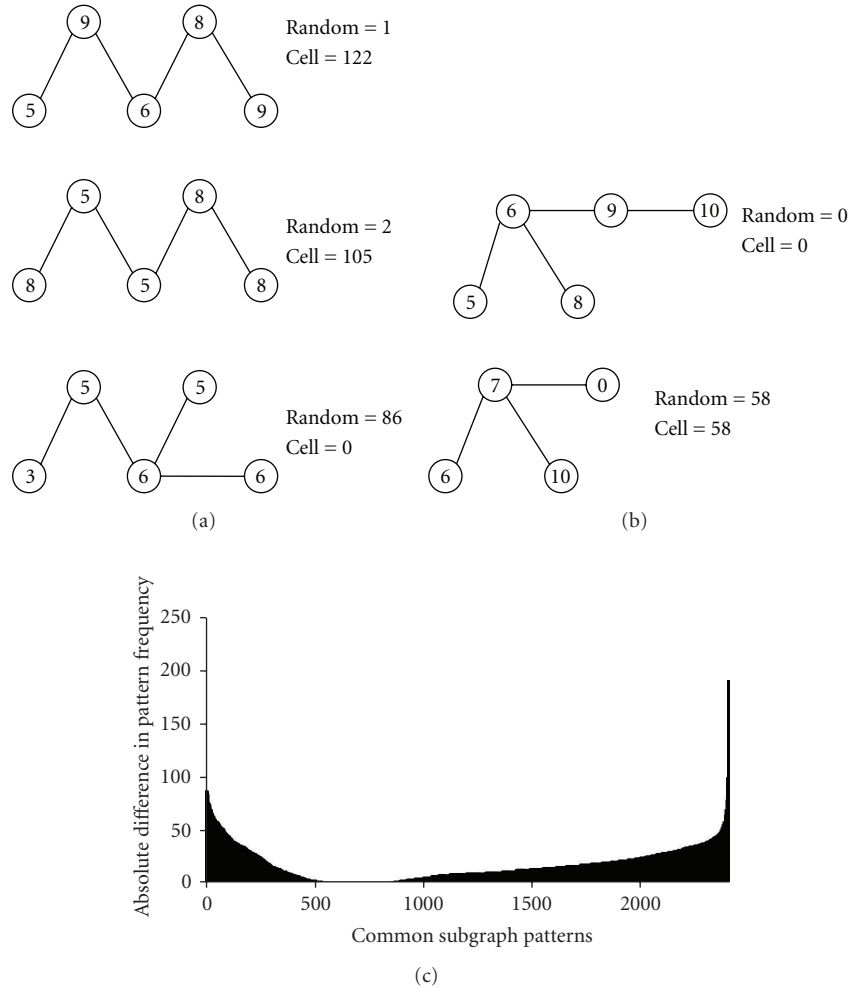 9 8
Random = 1
Cell = 122
5 6 9
5 8
Random = 2
Cell = 105
8 5 8
5 5
Random = 86
Cell = 0
3 6 6
(a)
6 9 10
Random = 0
Cell = 0
5 8
7 0
Random = 58
Cell = 58
6 10
(b)
Absolute difference in pattern frequency
250
200
150
100
50
0
0 500 1000 1500 2000
Common subgraph patterns
(c)